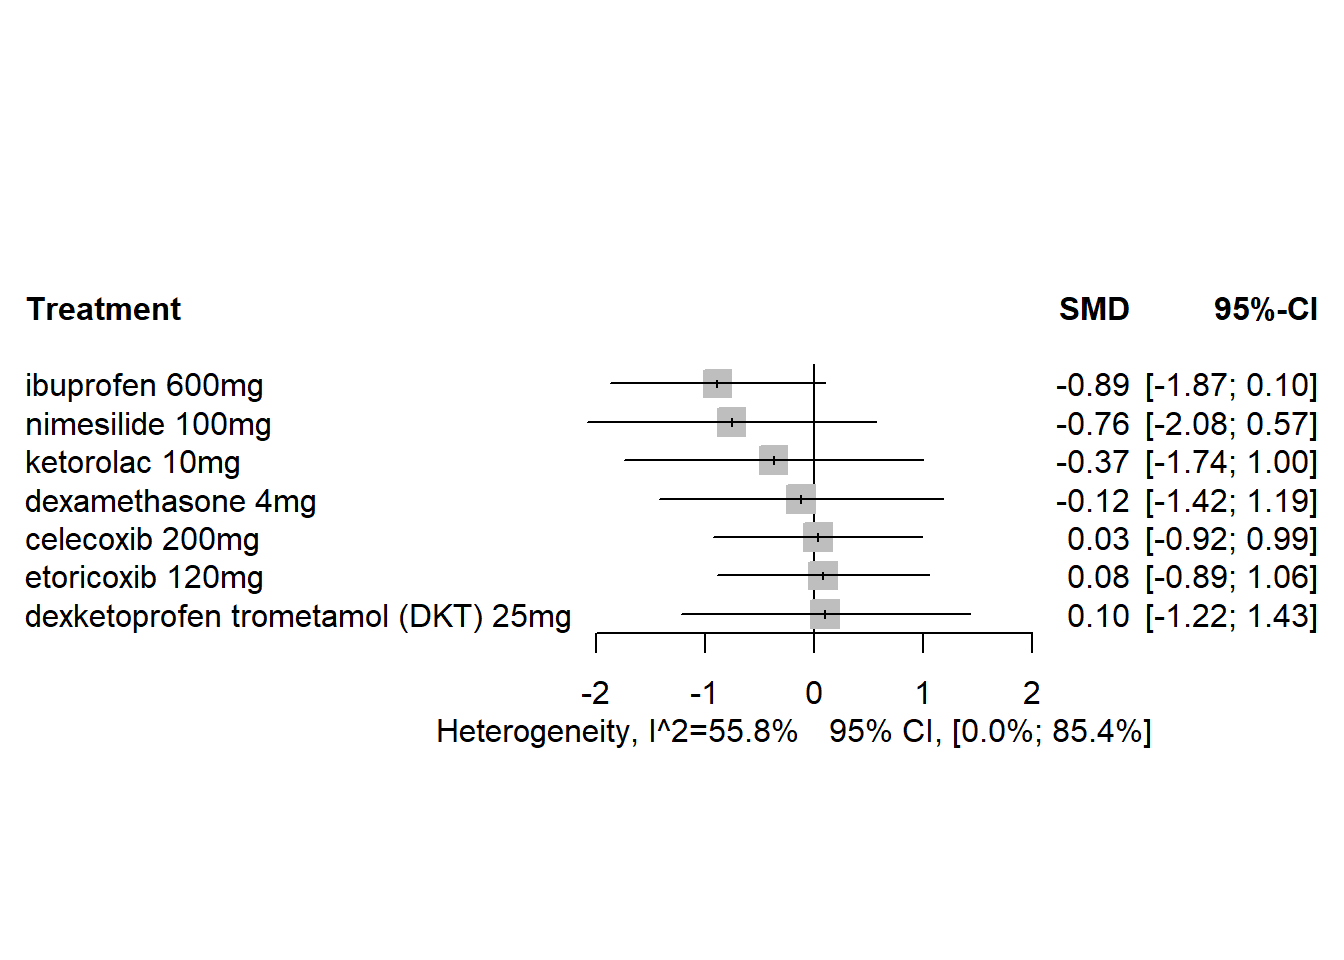 Treatment SMD 95%-CI
ibuprofen 600mg -0.89 [-1.87; 0.10]
nimesilide 100mg -0.76 [-2.08; 0.57]
ketorolac 10mg -0.37 [-1.74; 1.00]
dexamethasone 4mg -0.12 [-1.42; 1.19]
celecoxib 200mg 0.03 [-0.92; 0.99]
etoricoxib 120mg 0.08 [-0.89; 1.06]
dexketoprofen trometamol (DKT) 25mg 0.10 [-1.22; 1.43]
-2 -1 0 1 2
Heterogeneity, I^2=55.8% 95% CI, [0.0%; 85.4%]